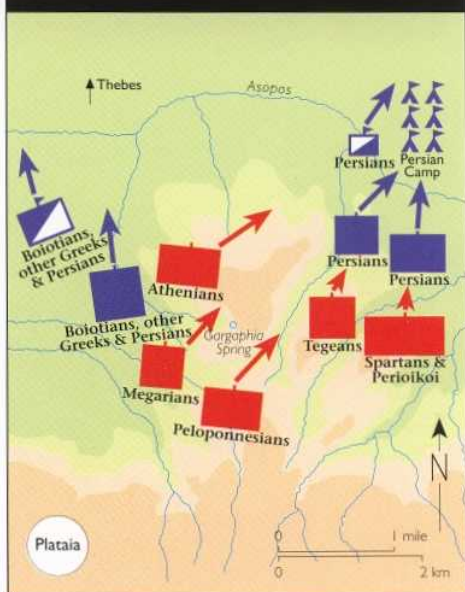 Thebes
Asopos
Persians
Persian
Camp
Boiotians,
other Greeks
& Persians
Athenians
Persians
Persians
Boiotians, other
Greeks & Persians
Gargaphia
Spring
Tegeans
Spartans &
Perioikoi
Megarians
Peloponnesians
N
Plataia
0
1 mile
0
2 km